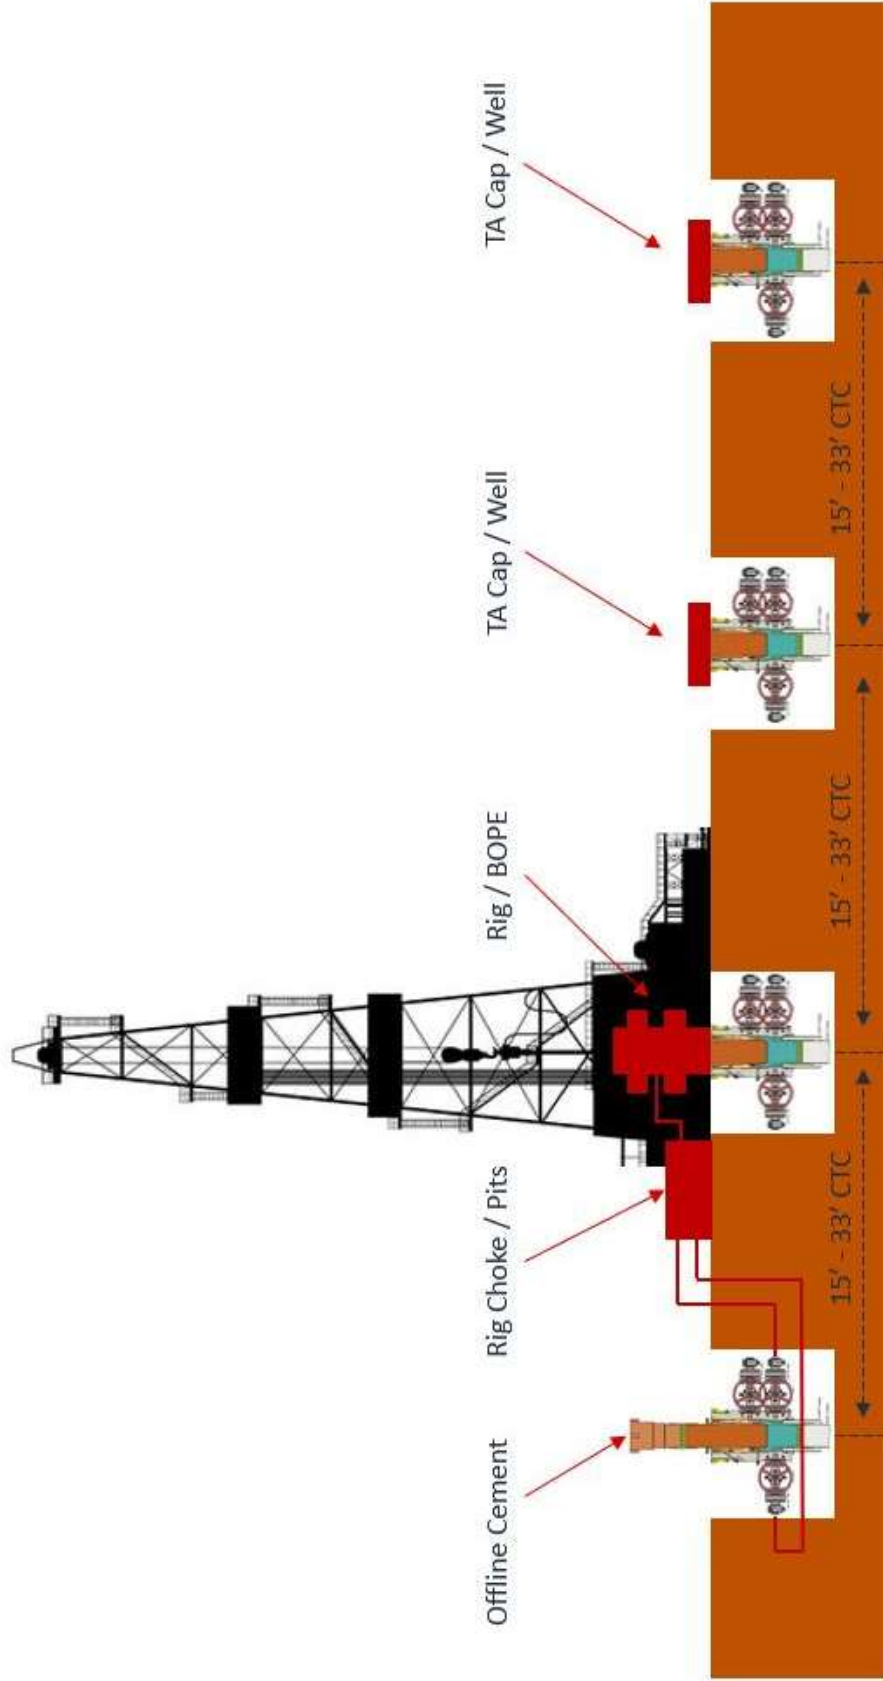 Offline Cement
Rig Choke / Pits
Rig / BOPE
TA Cap / Well
TA Cap / Well
15' - 33' CTC
15' - 33' CTC
15' - 33' CTC